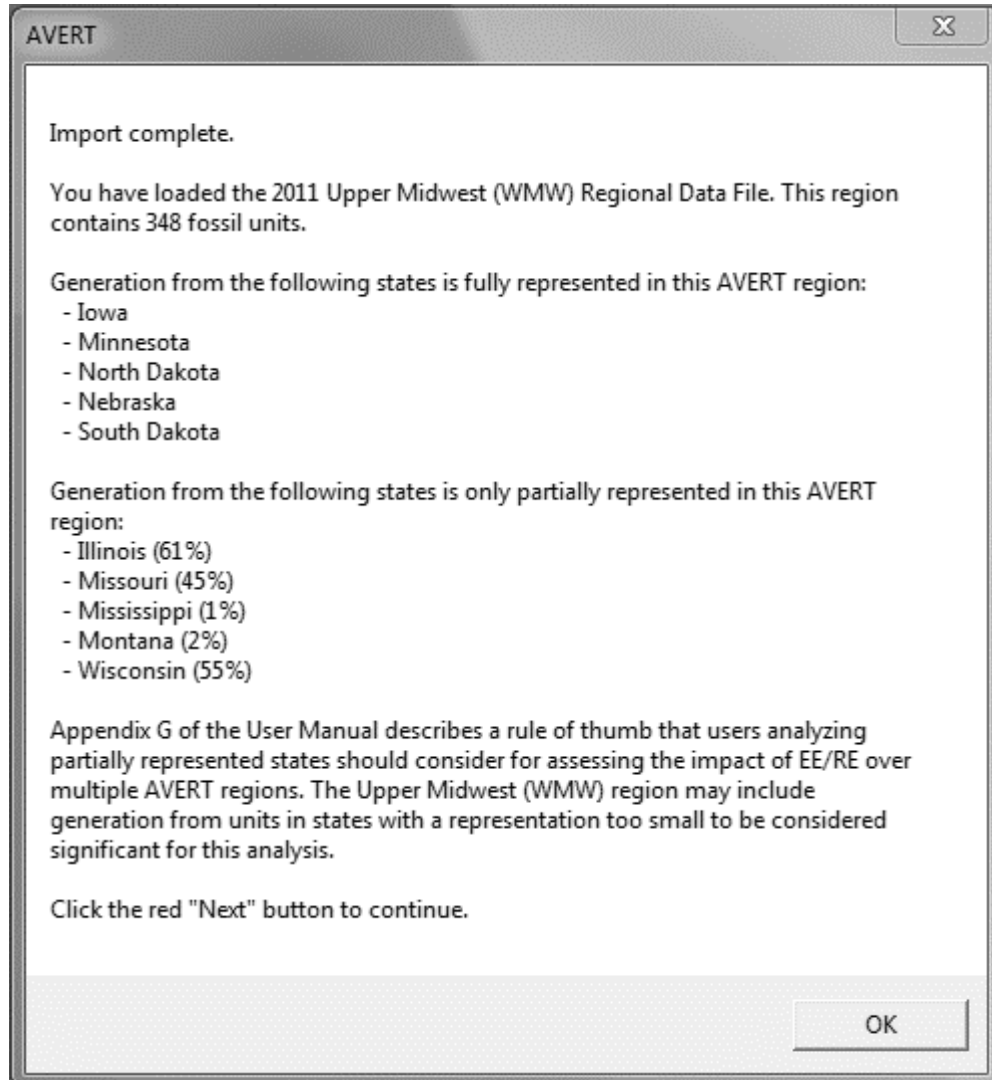 AVERT
Import complete.
You have loaded the 2011 Upper Midwest (WMW) Regional Data File. This region
contains 348 fossil units.
Generation from the following states is fully represented in this AVERT region:
- Iowa
- Minnesota
- North Dakota
- Nebraska
- South Dakota
Generation from the following states is only partially represented in this AVERT
region:
- Illinois (61%)
- Missouri (45%)
- Mississippi (1%)
- Montana (2%)
- Wisconsin (55%)
Appendix G of the User Manual describes a rule of thumb that users analyzing
partially represented states should consider for assessing the impact of EE/RE over
multiple AVERT regions. The Upper Midwest (WMW) region may include
generation from units in states with a representation too small to be considered
significant for this analysis.
Click the red "Next" button to continue.
OK